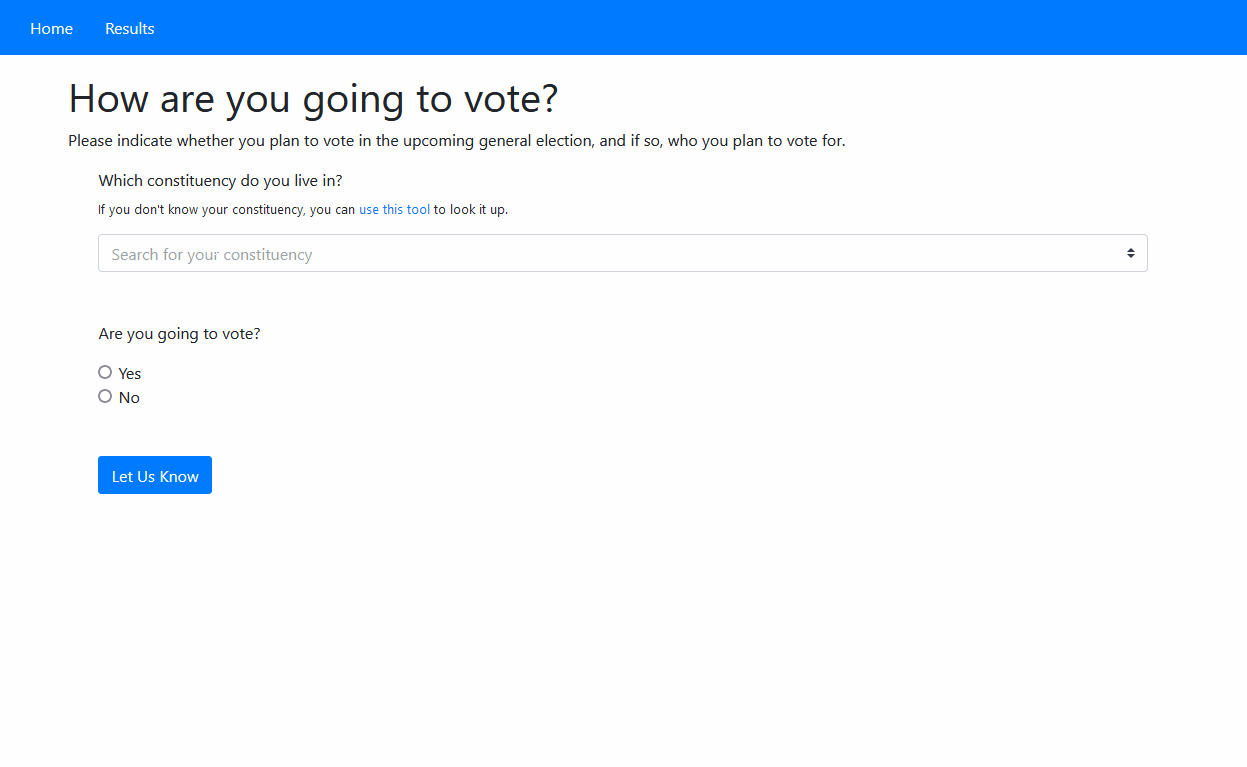 Home Results
How are you going to vote?
Please indicate whether you plan to vote in the upcoming general election, and if so, who you plan to vote for.
Which constituency do you live in?
If you don't know your constituency, you can use this tool to look it up.
Search for your constituency
Are you going to vote?
Yes
No
Let Us Know